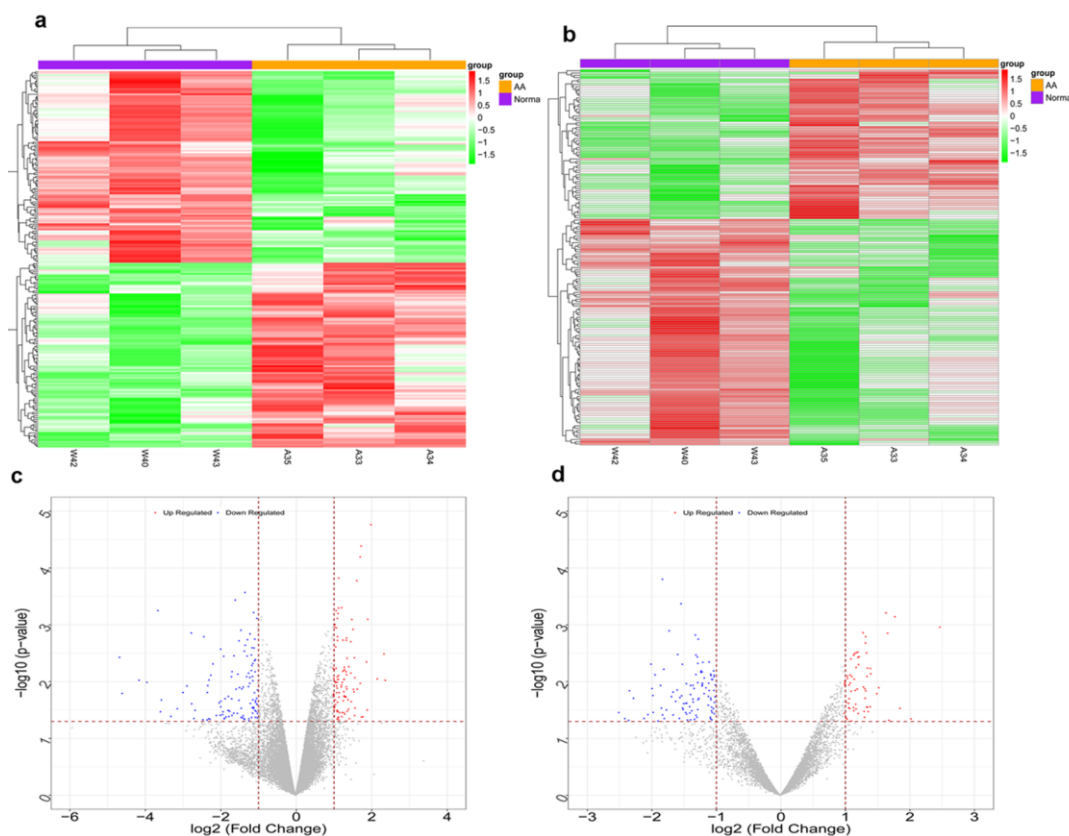 a
group
1.5
1
0.5
0
−0.5
−1
−1.5
group
AA
Norma
W42
W40
W43
A35
A33
A34
b
group
1.5
1
0.5
0
−0.5
−1
−1.5
group
AA
Norma
W42
W40
W43
A35
A33
A34
c
Up Regulated Down Regulated
5
4
3
2
1
0
−log10 (p-value)
−6 −4 −2 0 2 4
log2 (Fold Change)
d
Up Regulated Down Regulated
5
4
3
2
1
0
−log10 (p-value)
−3 −2 −1 0 1 2 3
log2 (Fold Change)